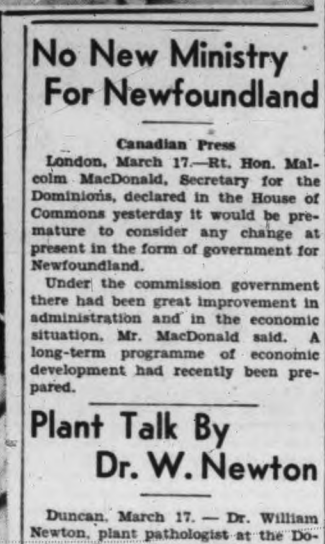 No New Ministry
For Newfoundland
Canadian Press
London, March 17.—Rt. Hon. Mal-
colm MacDonald, Secretary for the
Dominions, declared in the House of
Commons yesterday it would be pre-
mature to consider any change at
present in the form of government for
Newfoundland.
Under the commission government
there had been great improvement in
administration and in the economic
situation, Mr. MacDonald said. A
long-term programme of economic
development had recently been pre-
pared.
Plant Talk By
Dr. W. Newton
Duncan, March 17. — Dr. William
Newton, plant pathologist at the Do-